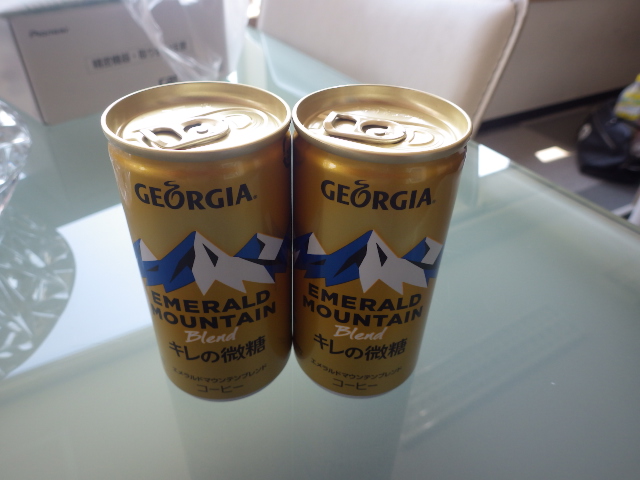 Pioneer
GEORGIA
EMERALD
MOUNTAIN
Blend
キレの微糖
エメラルドマウンテンブレンド
コーヒー
GEORGIA
EMERALD
MOUNTAIN
Blend
キレの微糖
エメラルドマウンテンブレンド
コーヒー